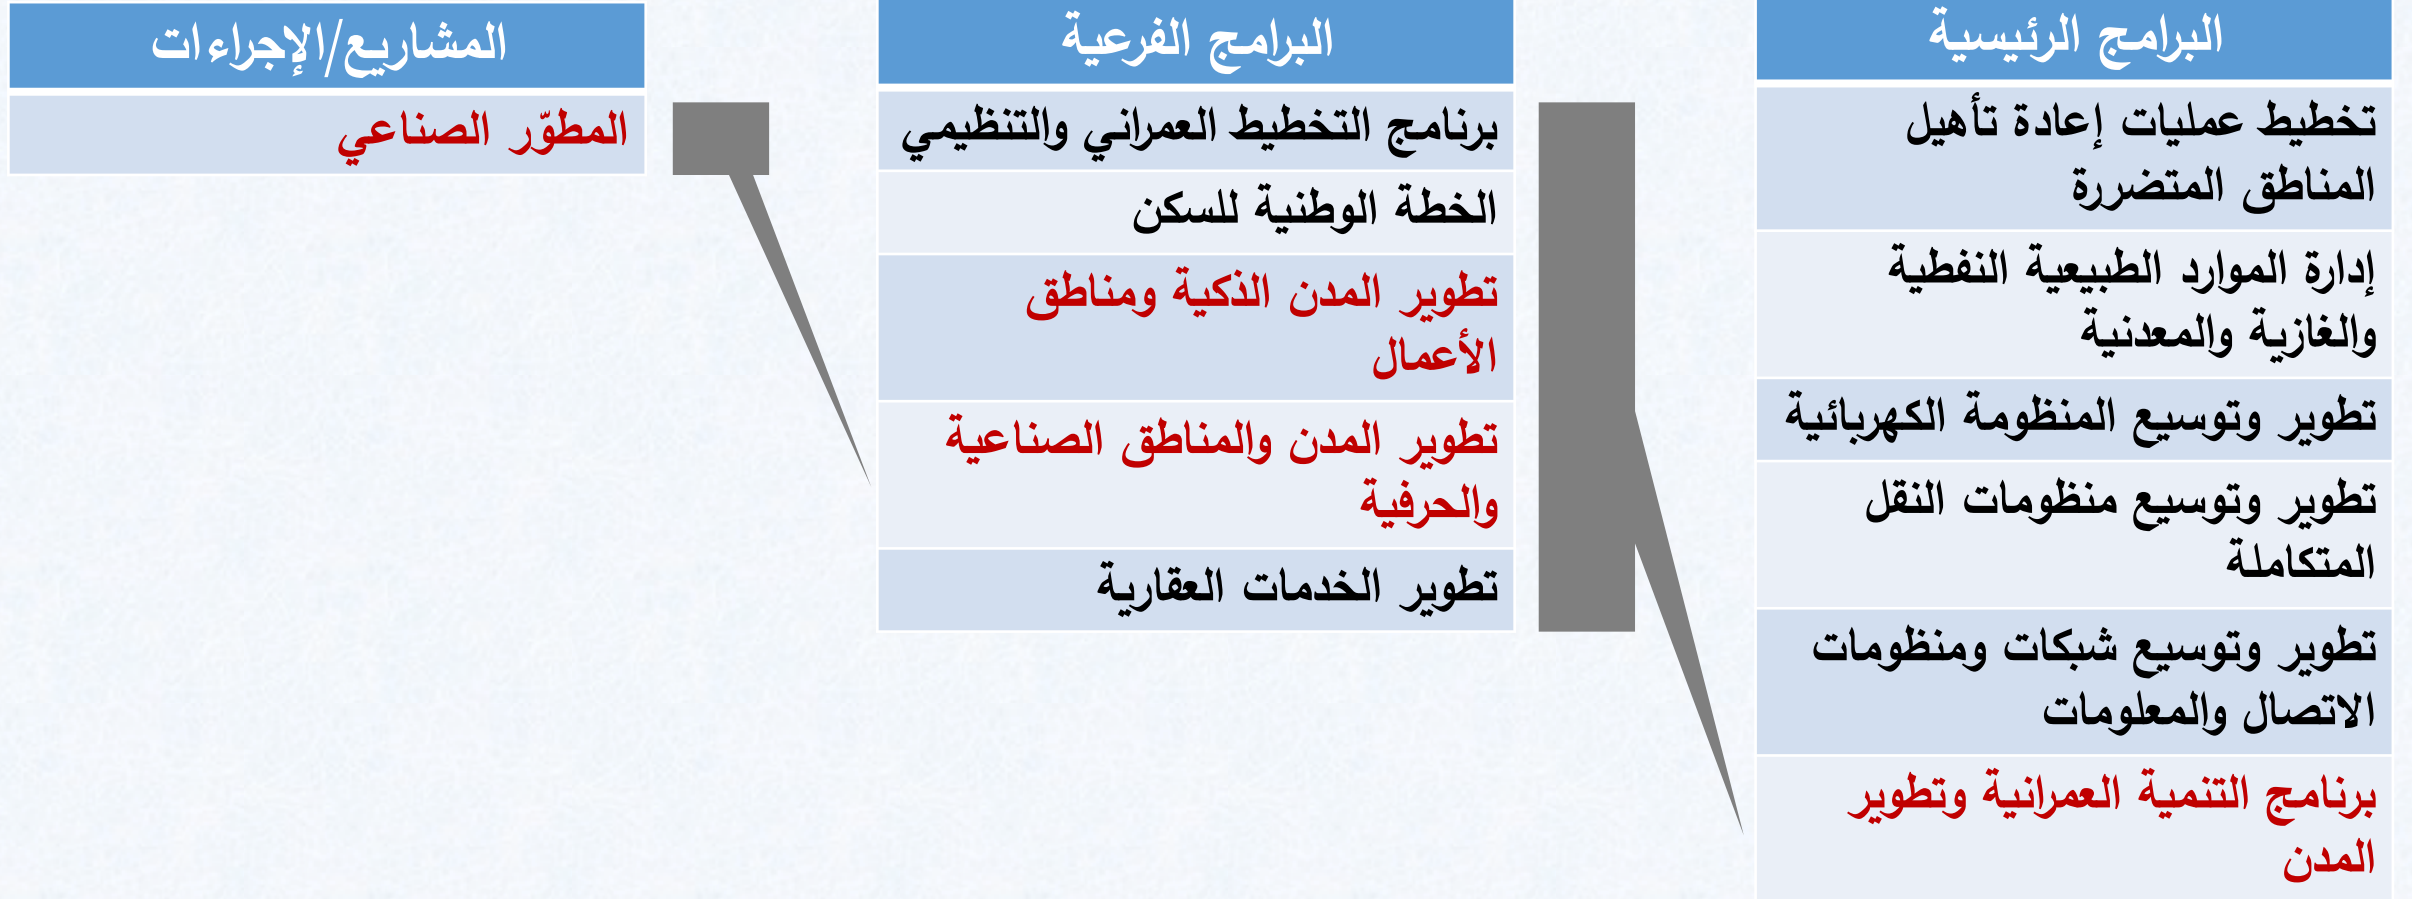 البرامج الرئيسية
تخطيط عمليات إعادة تأهيل
المناطق المتضررة
إدارة الموارد الطبيعية النفطية
والغازية والمعدنية
تطوير وتوسيع المنظومة الكهربائية
تطوير وتوسيع منظومات النقل
المتكاملة
تطوير وتوسيع شبكات ومنظومات
الاتصال والمعلومات
برنامج التنمية العمرانية وتطوير
المدن
البرامج الفرعية
برنامج التخطيط العمراني والتنظيمي
الخطة الوطنية للسكن
تطوير المدن الذكية ومناطق
الأعمال
تطوير المدن والمناطق الصناعية
والحرفية
تطوير الخدمات العقارية
المشاريع/الإجراءات
المطوّر الصناعي